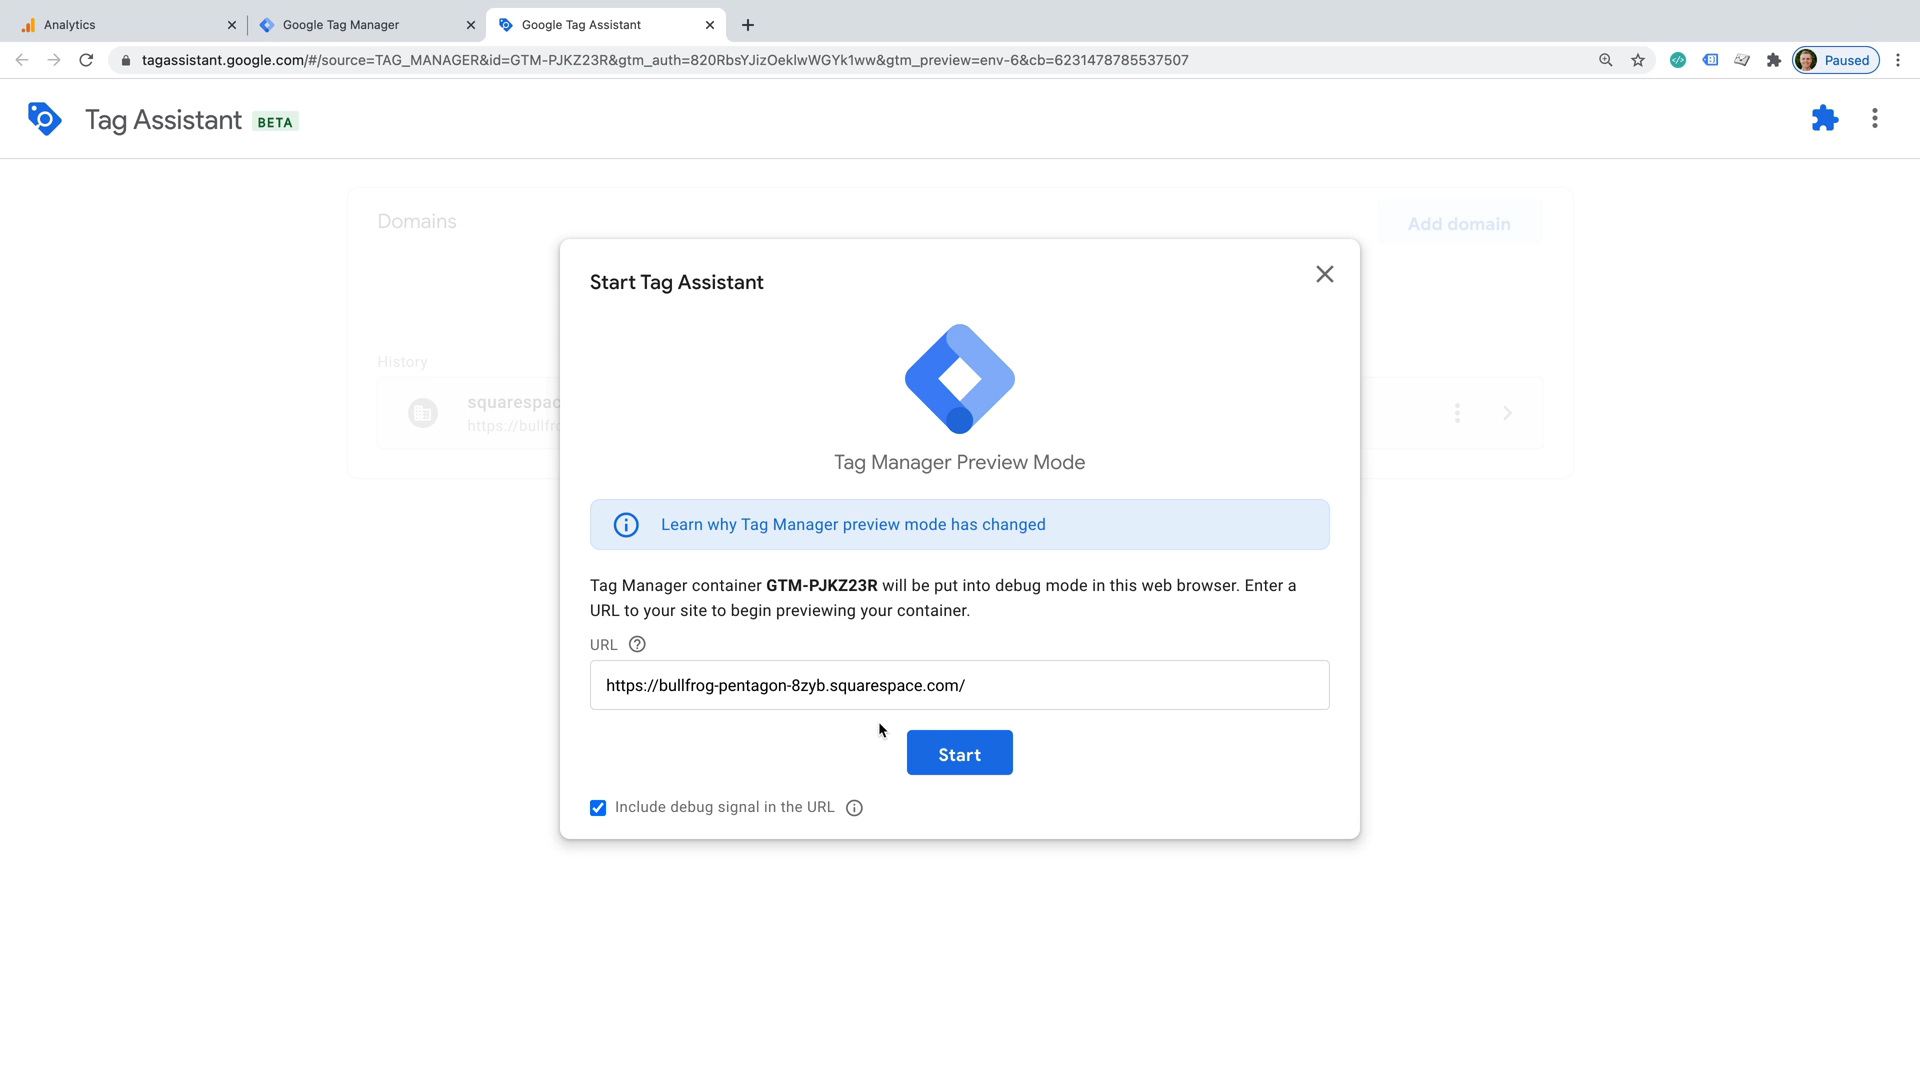 Analytics
Google Tag Manager
Google Tag Assistant
tagassistant.google.com/#/source=TAG_MANAGER&id=GTM-PJKZ23R&gtm_auth=820RbsYJizOeklwWGYk1ww&gtm_preview=env-6&cb=6231478785537507
Paused
Tag Assistant BETA
Domains
Add domain
Start Tag Assistant
Tag Manager Preview Mode
History
squarespac
https://bullfro
Learn why Tag Manager preview mode has changed
Tag Manager container GTM-PJKZ23R will be put into debug mode in this web browser. Enter a
URL to your site to begin previewing your container.
URL
https://bullfrog-pentagon-8zyb.squarespace.com/
Start
Include debug signal in the URL